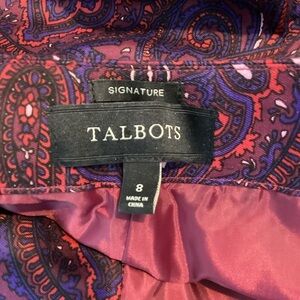 SIGNATURE
TALBOTS
8
MADE IN
CHINA